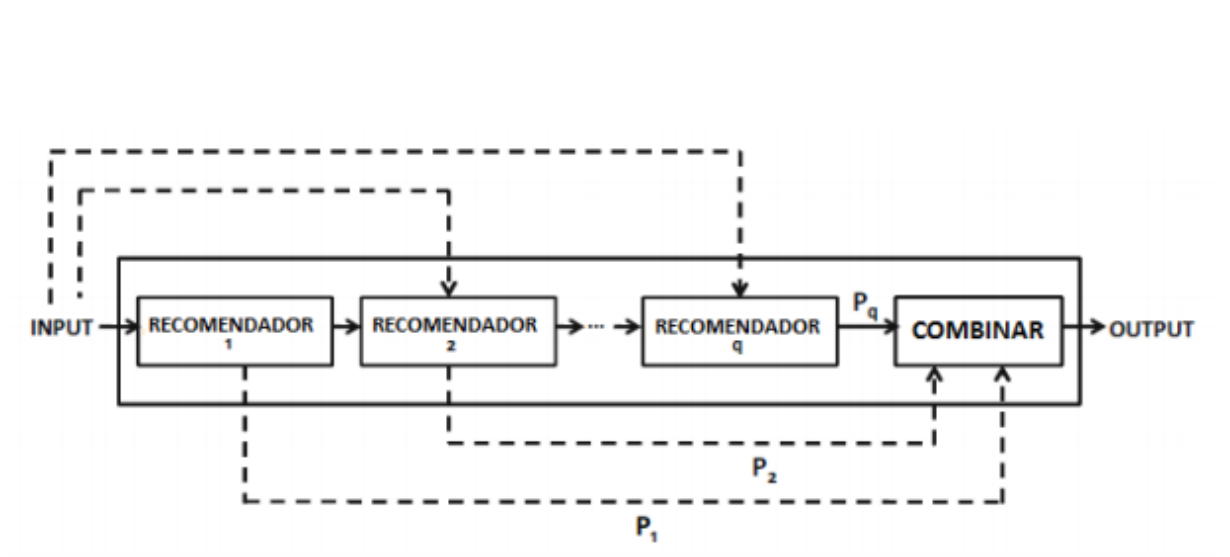 INPUT
RECOMENDADOR
1
RECOMENDADOR
2
...
RECOMENDADOR
q
Pq
COMBINAR
OUTPUT
P2
P1